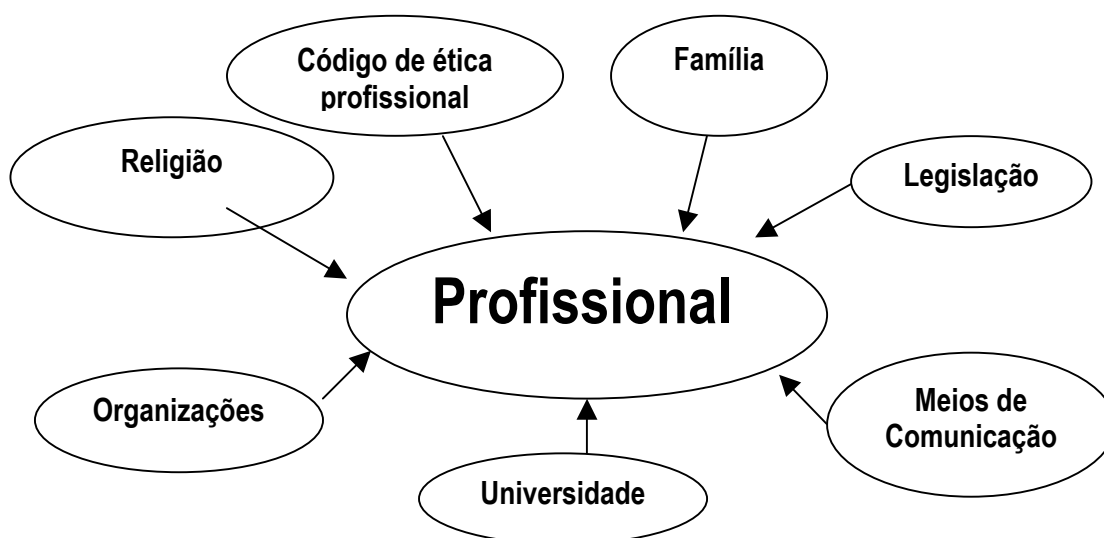 Código de ética
profissional
Família
Religião
Legislação
Profissional
Organizações
Meios de
Comunicação
Universidade